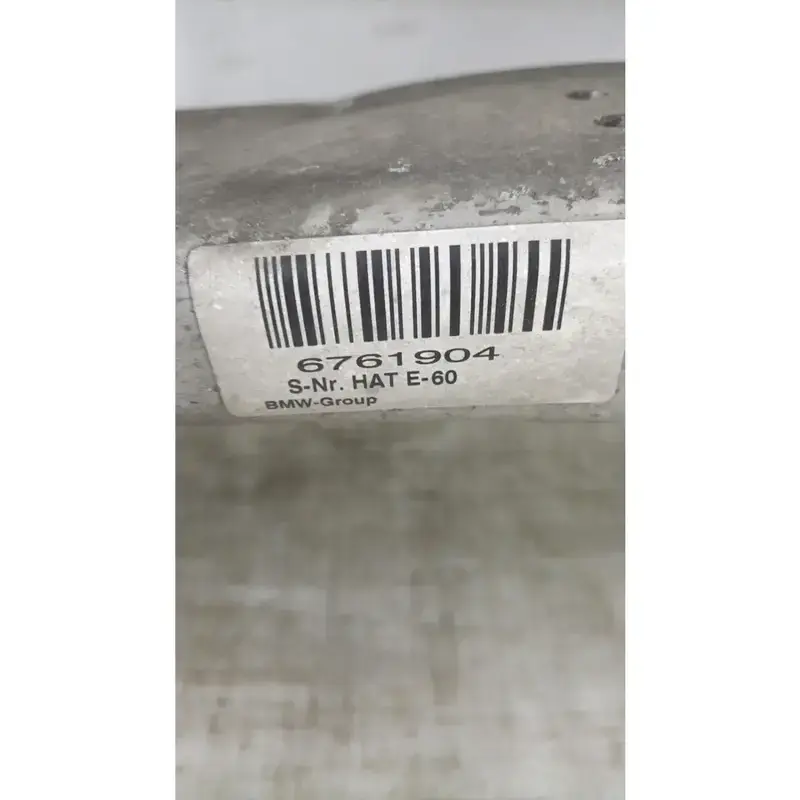 6761904
S-Nr. HAT E-60
BMW-Group